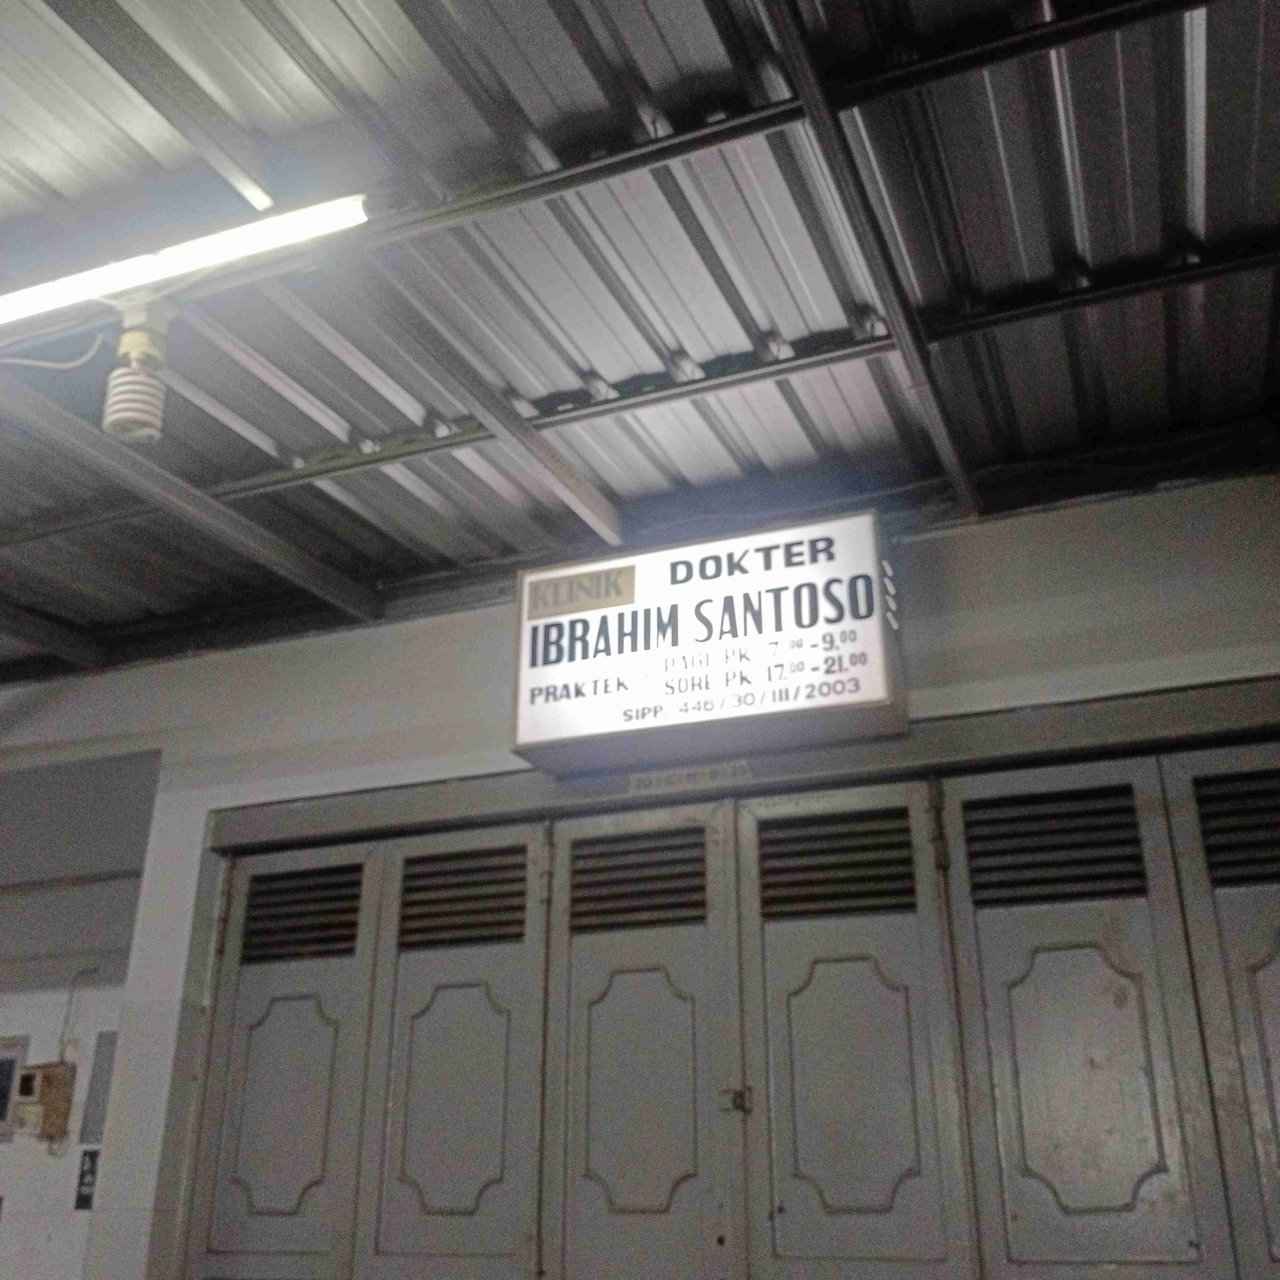 KLINIK DOKTER
IBRAHIM SANTOSO
PRAKTEK : PAGI PK 7.00 - 9.00
SORE PK 17.00 - 21.00
SIPP. 446/30/III/2003